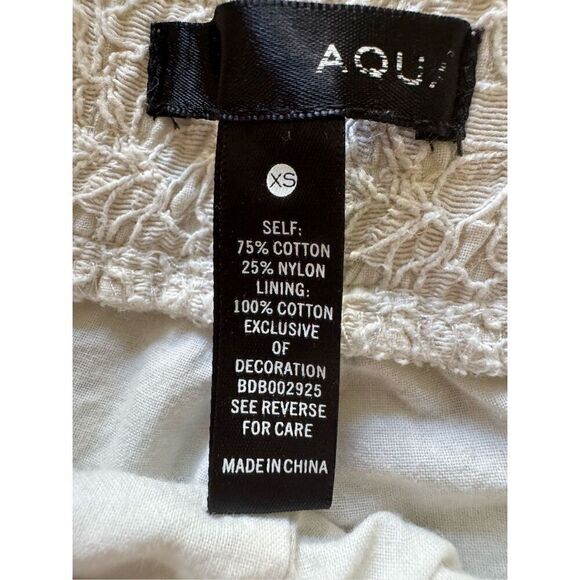 AQUA
XS
SELF:
75% COTTON
25% NYLON
LINING:
100% COTTON
EXCLUSIVE
OF
DECORATION
BDB002925
SEE REVERSE
FOR CARE
MADE IN CHINA